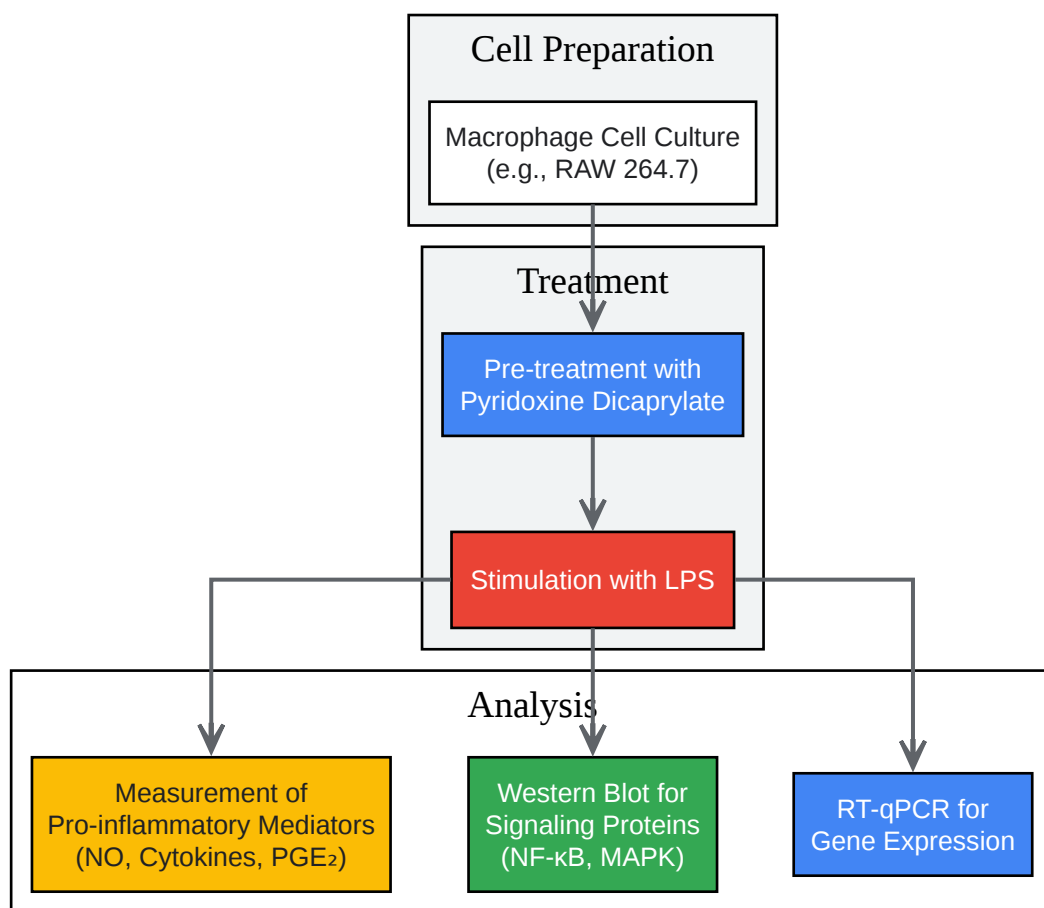 Cell Preparation
Macrophage Cell Culture
(e.g., RAW 264.7)
Treatment
Pre-treatment with
Pyridoxine Dicaprylate
Stimulation with LPS
Analysis
Measurement of
Pro-inflammatory Mediators
(NO, Cytokines, PGE₂)
Western Blot for
Signaling Proteins
(NF-κB, MAPK)
RT-qPCR for
Gene Expression